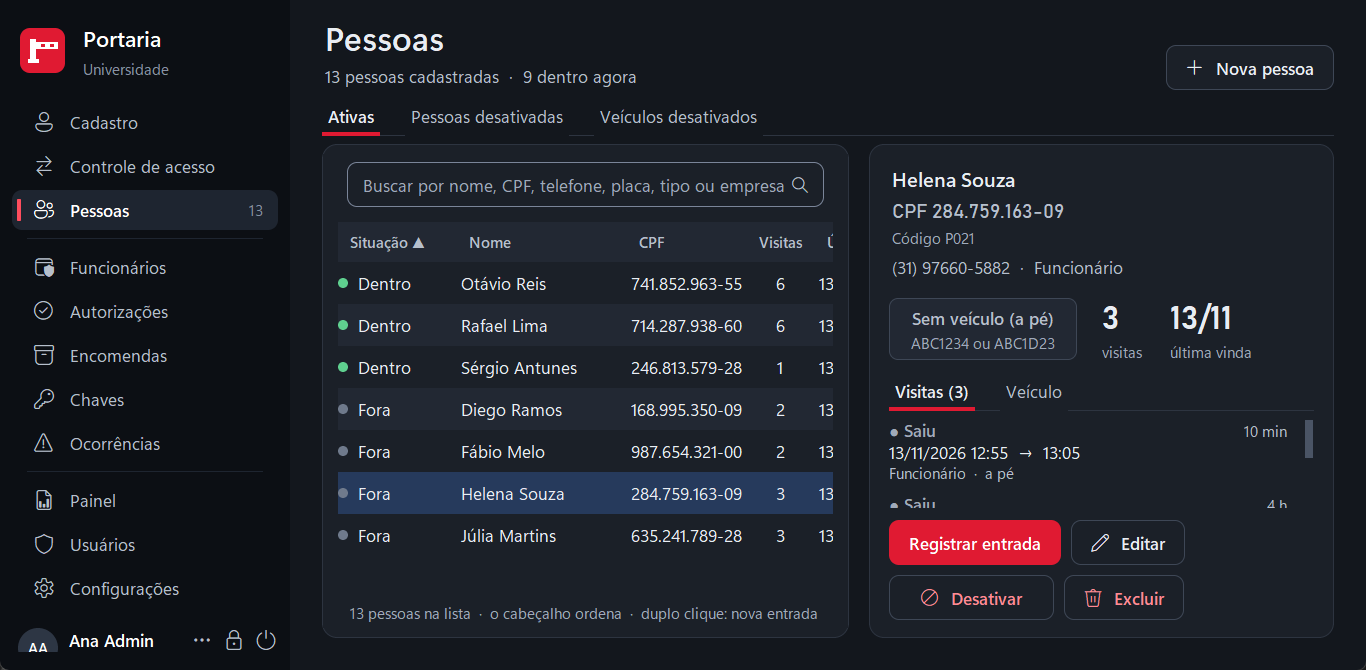 Portaria
Universidade
Cadastro
Controle de acesso
Pessoas 13
Funcionários
Autorizações
Encomendas
Chaves
Ocorrências
Painel
Usuários
Configurações
AA Ana Admin
Pessoas
13 pessoas cadastradas · 9 dentro agora
Nova pessoa
Ativas Pessoas desativadas Veículos desativados
Buscar por nome, CPF, telefone, placa, tipo ou empresa
Situação ▲ Nome CPF Visitas
Dentro Otávio Reis 741.852.963-55 6 13
Dentro Rafael Lima 714.287.938-60 6 13
Dentro Sérgio Antunes 246.813.579-28 1 13
Fora Diego Ramos 168.995.350-09 2 13
Fora Fábio Melo 987.654.321-00 2 13
Fora Helena Souza 284.759.163-09 3 13
Fora Júlia Martins 635.241.789-28 3 13
13 pessoas na lista · o cabeçalho ordena · duplo clique: nova entrada
Helena Souza
CPF 284.759.163-09
Código P021
(31) 97660-5882 · Funcionário
Sem veículo (a pé)
ABC1234 ou ABC1D23
3
visitas
13/11
última vinda
Visitas (3) Veículo
● Saiu 10 min
13/11/2026 12:55 → 13:05
Funcionário · a pé
● Saiu 4 h
Registrar entrada
Editar
Desativar
Excluir